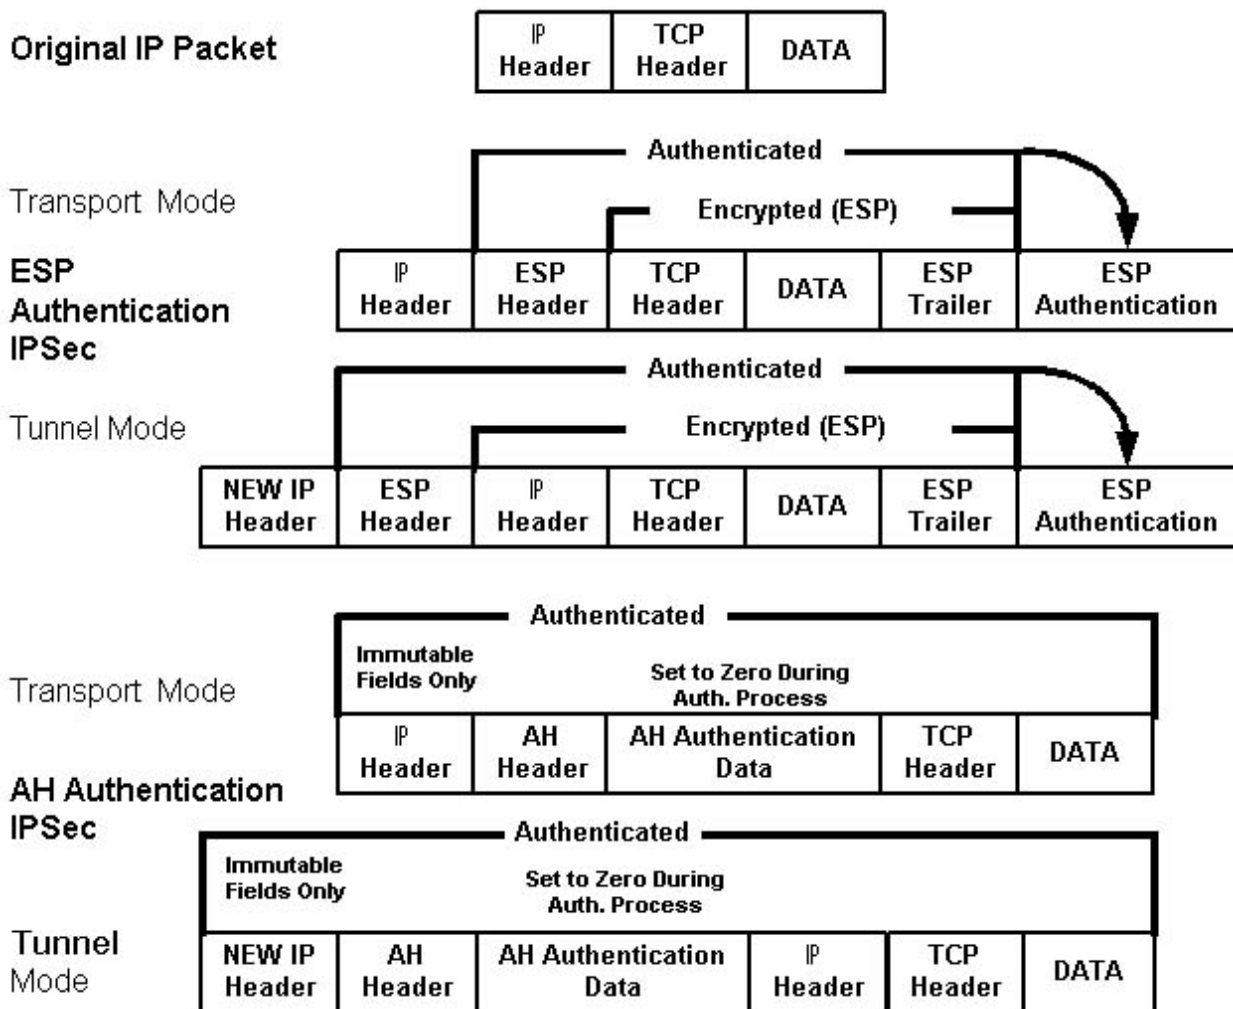 Original IP Packet
IP Header
TCP Header
DATA
Authenticated
Transport Mode
Encrypted (ESP)
ESP Authentication IPSec
IP Header
ESP Header
TCP Header
DATA
ESP Trailer
ESP Authentication
Authenticated
Tunnel Mode
Encrypted (ESP)
NEW IP Header
ESP Header
IP Header
TCP Header
DATA
ESP Trailer
ESP Authentication
Authenticated
Immutable Fields Only
Set to Zero During Auth. Process
Transport Mode
IP Header
AH Header
AH Authentication Data
TCP Header
DATA
AH Authentication IPSec
Authenticated
Immutable Fields Only
Set to Zero During Auth. Process
Tunnel Mode
NEW IP Header
AH Header
AH Authentication Data
IP Header
TCP Header
DATA